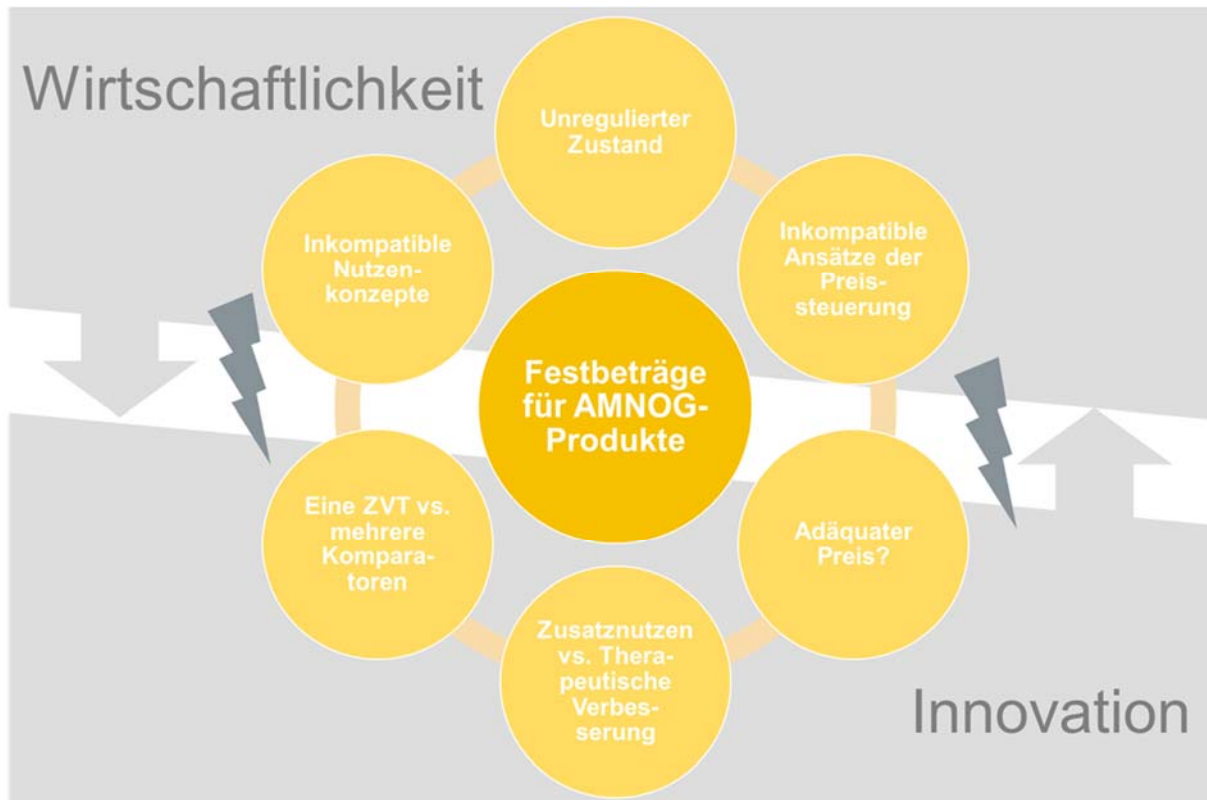 Wirtschaftlichkeit
Unregulierter
Zustand
Inkompatible
Nutzen-
konzepte
Inkompatible
Ansätze der
Preis-
steuerung
Festbeträge
für AMNOG-
Produkte
Eine ZVT vs.
mehrere
Kompara-
toren
Adäquater
Preis?
Zusatznutzen
vs. Thera-
peutische
Verbes-
serung
Innovation